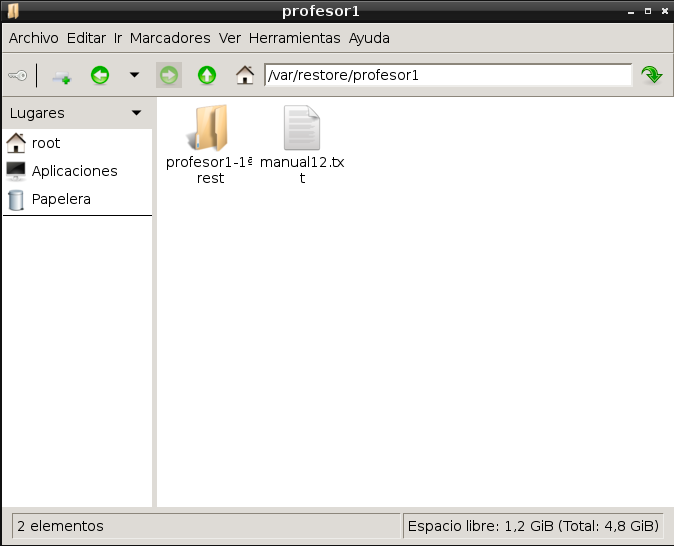 profesor1
Archivo Editar Ir Marcadores Ver Herramientas Ayuda
/var/restore/profesor1
Lugares
root
Aplicaciones
Papelera
profesor1-1ª
rest
manual12.tx
t
2 elementos
Espacio libre: 1,2 GiB (Total: 4,8 GiB)